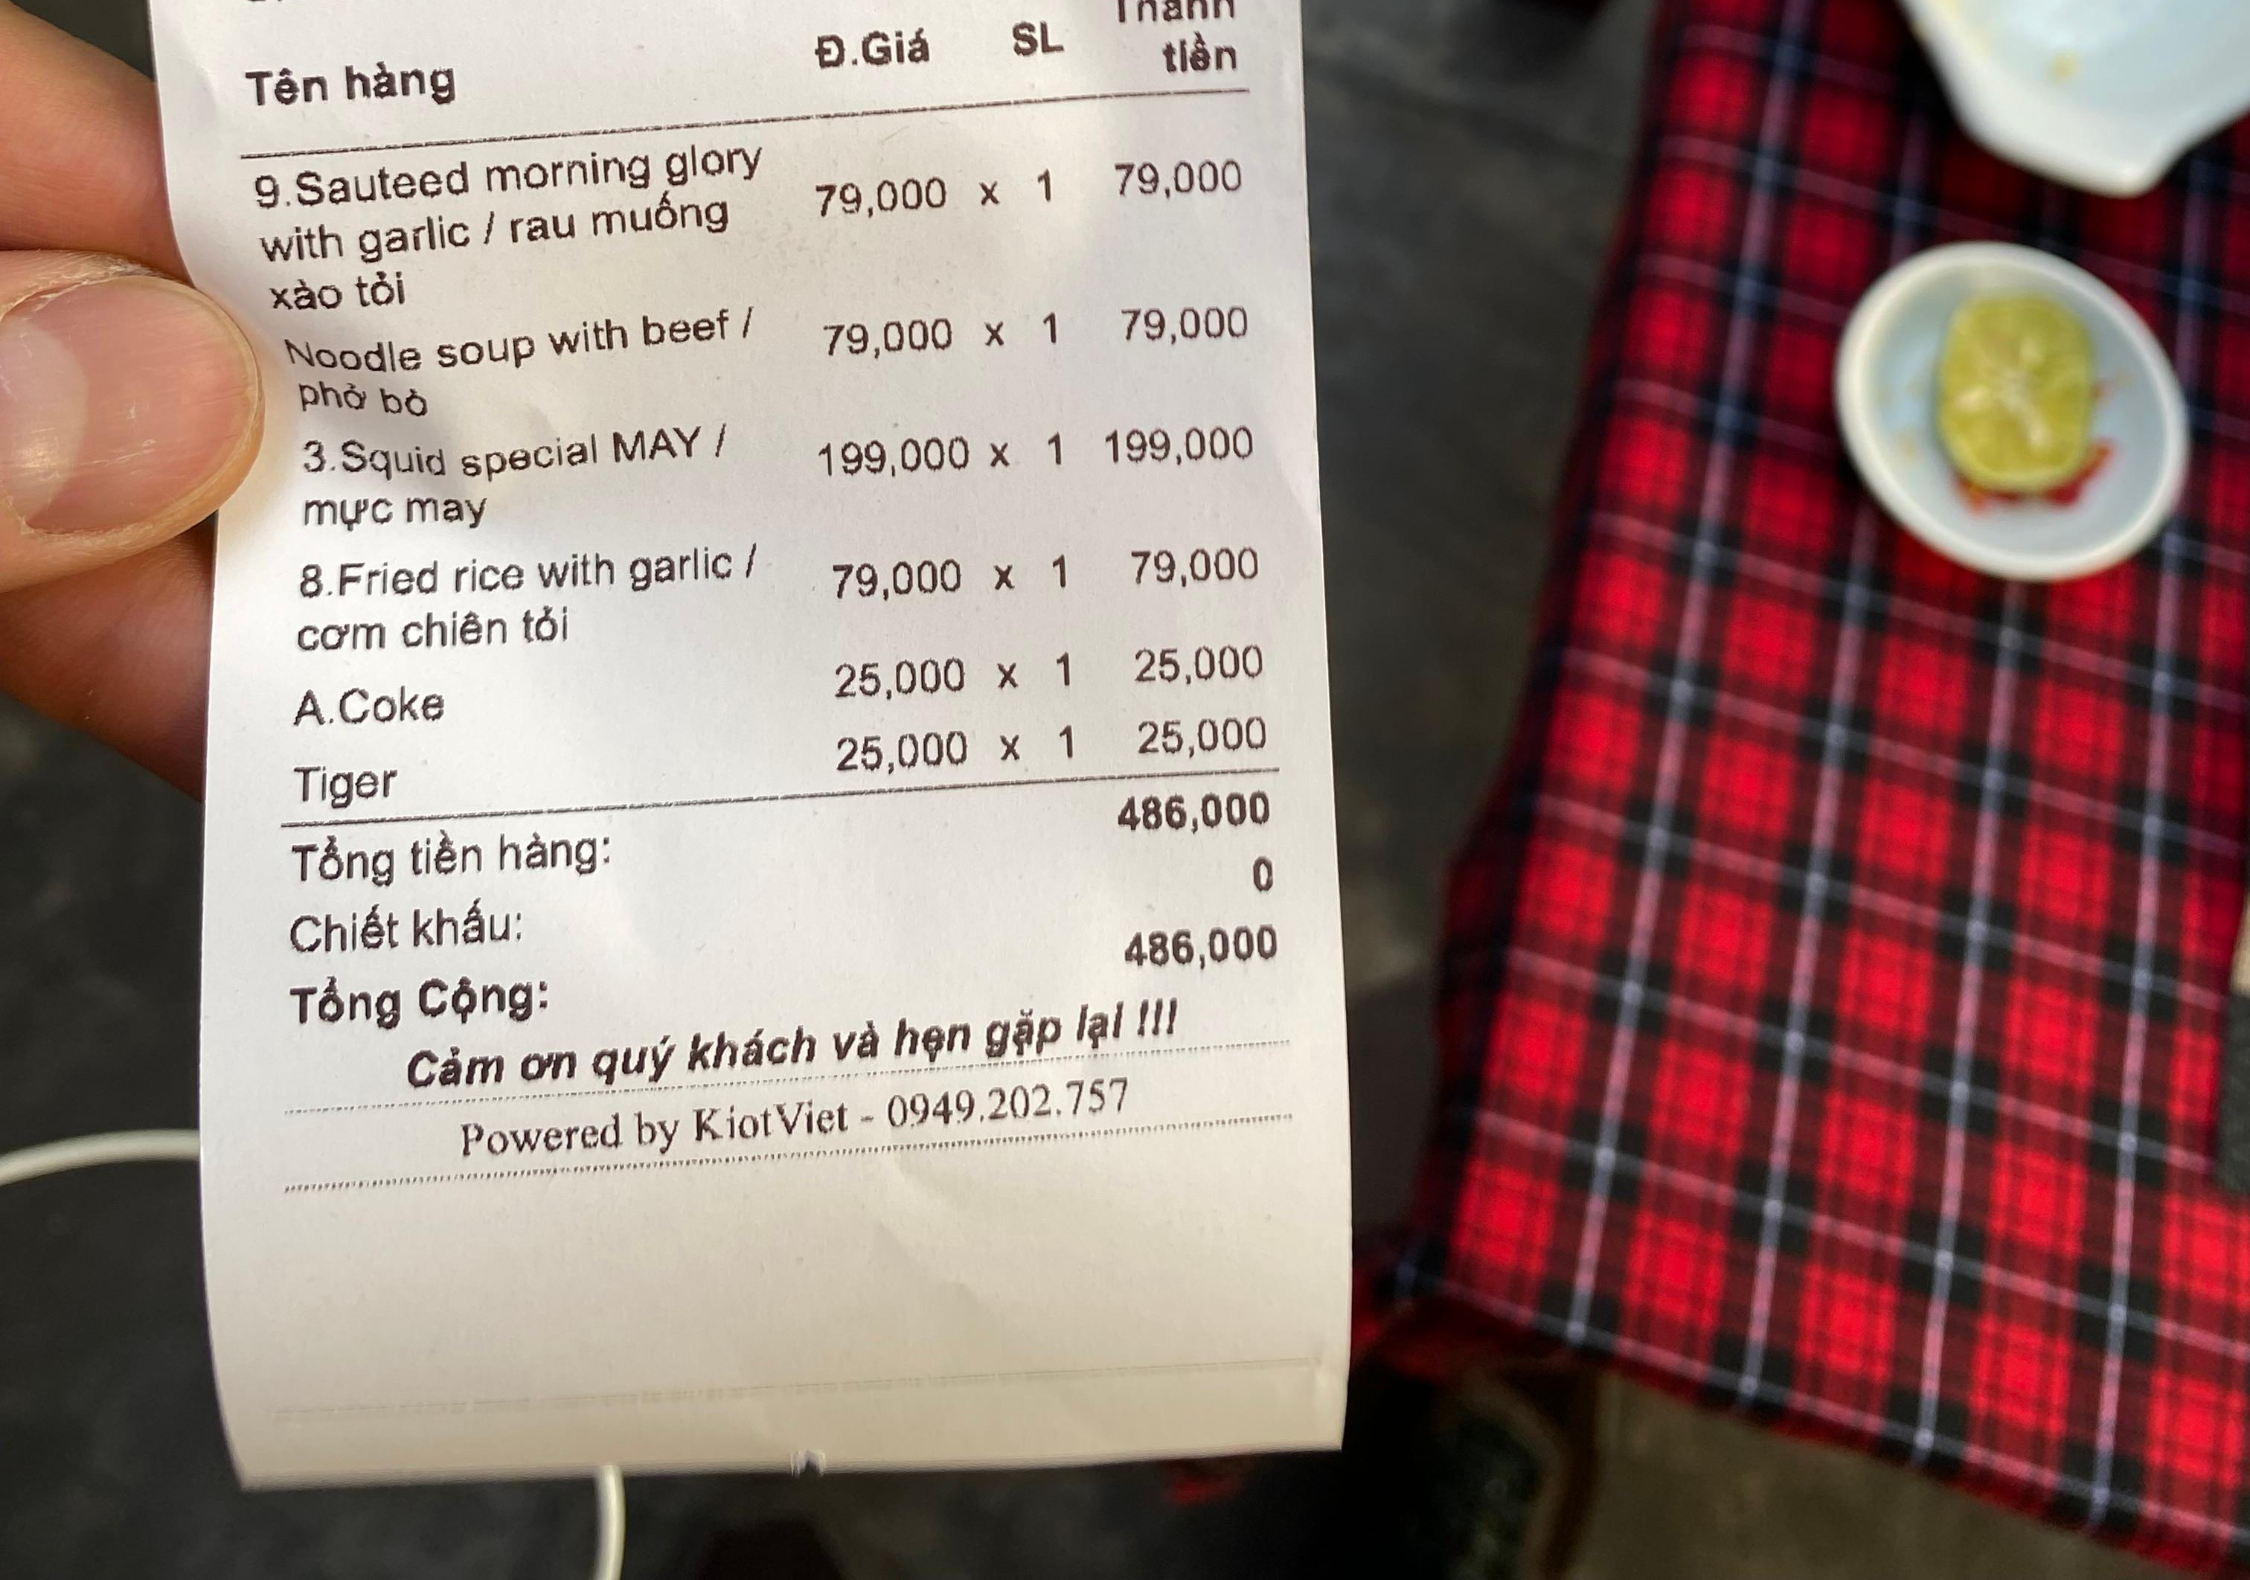 Thành
Đ.Giá SL tiền
Tên hàng
9.Sauteed morning glory
with garlic / rau muống 79,000 x 1 79,000
xào tỏi
Noodle soup with beef / 79,000 x 1 79,000
phở bò
3.Squid special MAY / 199,000 x 1 199,000
mực may
8.Fried rice with garlic / 79,000 x 1 79,000
cơm chiên tỏi
A.Coke 25,000 x 1 25,000
Tiger 25,000 x 1 25,000
Tổng tiền hàng: 486,000
Chiết khấu: 0
Tổng Cộng: 486,000
Cảm ơn quý khách và hẹn gặp lại !!!
Powered by KiotViet - 0949.202.757